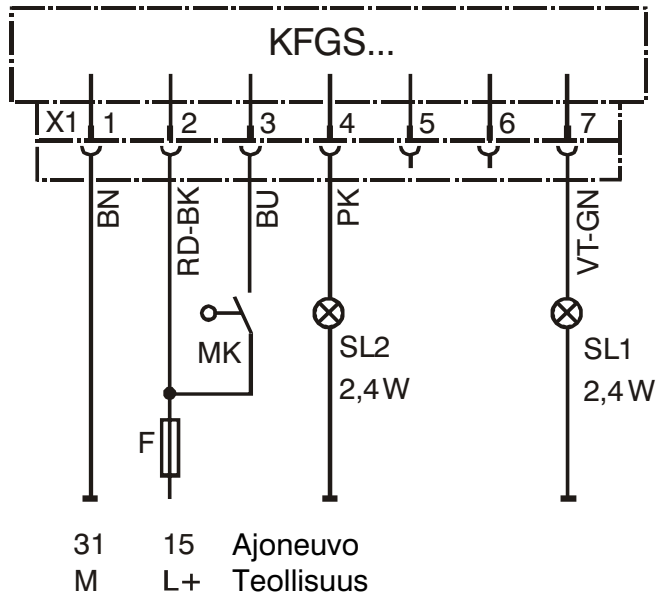 KFGS...
X1 1 2 3 4 5 6 7
BN RD-BK BU PK VT-GN
MK SL2 SL1
2,4 W 2,4 W
F
31 15 Ajoneuvo
M L+ Teollisuus